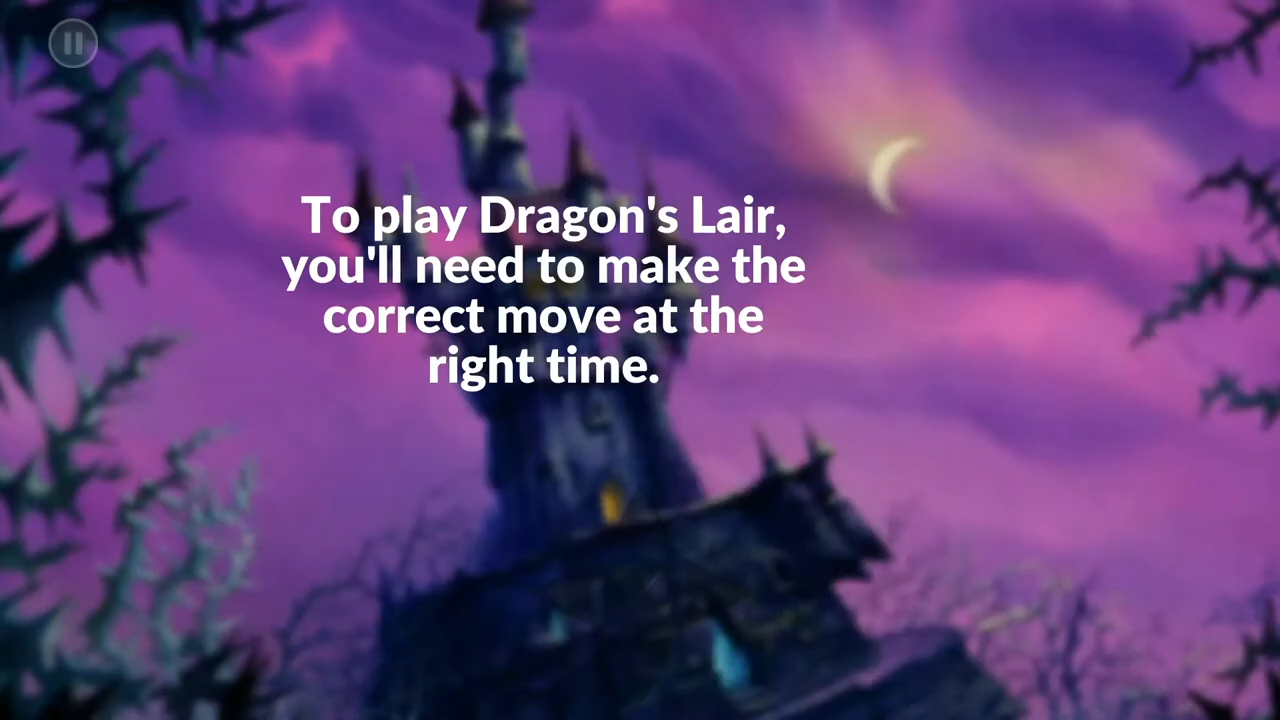 To play Dragon's Lair,
you'll need to make the
correct move at the
right time.